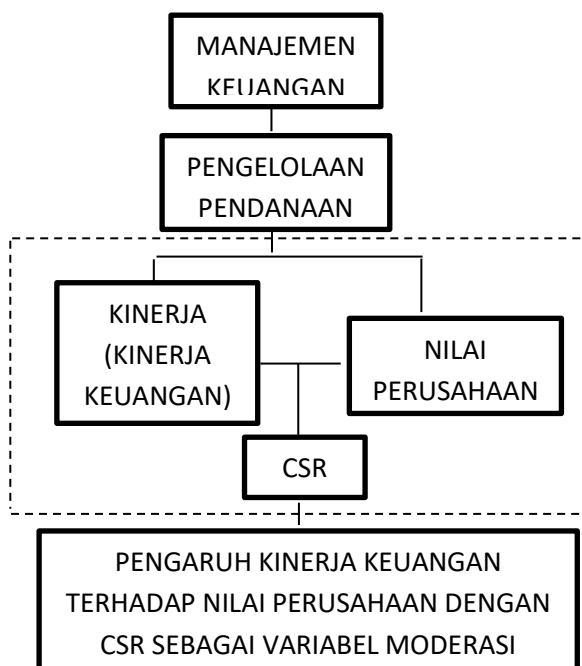 MANAJEMEN
KEUANGAN
PENGELOLAAN
PENDANAAN
KINERJA
(KINERJA
KEUANGAN)
NILAI
PERUSAHAAN
CSR
PENGARUH KINERJA KEUANGAN
TERHADAP NILAI PERUSAHAAN DENGAN
CSR SEBAGAI VARIABEL MODERASI